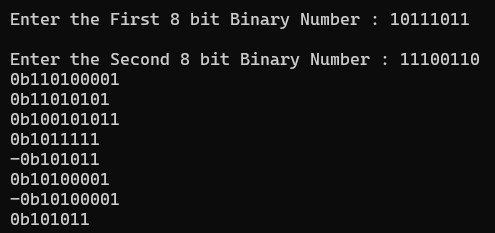 Enter the First 8 bit Binary Number : 10111011
Enter the Second 8 bit Binary Number : 11100110
0b110100001
0b11010101
0b100101011
0b1011111
-0b101011
0b10100001
-0b10100001
0b101011